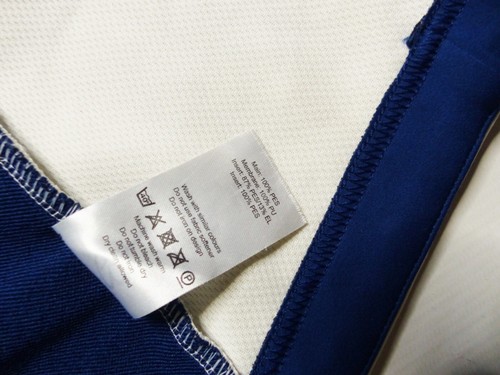 Main: 100% PES
Membrane: 100% PU
Insert: 87% PES/13% EL
Insert: 100% PES
Wash with similar colours
Do not use fabric softener
Do not iron on design
40
P
Machine wash warm
Do not bleach
Do not tumble dry
Do not iron
Dry allowed